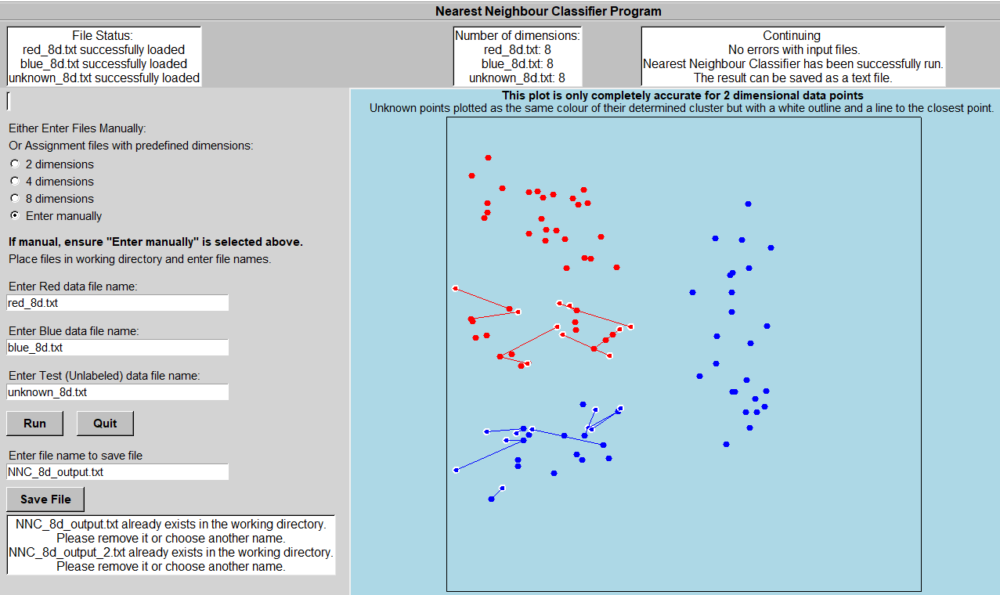 Nearest Neighbour Classifier Program
File Status:
red_8d.txt successfully loaded
blue_8d.txt successfully loaded
unknown_8d.txt successfully loaded
Number of dimensions:
red_8d.txt: 8
blue_8d.txt: 8
unknown_8d.txt: 8
Continuing
No errors with input files.
Nearest Neighbour Classifier has been successfully run.
The result can be saved as a text file.
Either Enter Files Manually:
Or Assignment files with predefined dimensions:
2 dimensions
4 dimensions
8 dimensions
Enter manually
If manual, ensure "Enter manually" is selected above.
Place files in working directory and enter file names.
Enter Red data file name:
red_8d.txt
Enter Blue data file name:
blue_8d.txt
Enter Test (Unlabeled) data file name:
unknown_8d.txt
Run
Quit
Enter file name to save file
NNC_8d_output.txt
Save File
NNC_8d_output.txt already exists in the working directory.
Please remove it or choose another name.
NNC_8d_output_2.txt already exists in the working directory.
Please remove it or choose another name.
This plot is only completely accurate for 2 dimensional data points
Unknown points plotted as the same colour of their determined cluster but with a white outline and a line to the closest point.